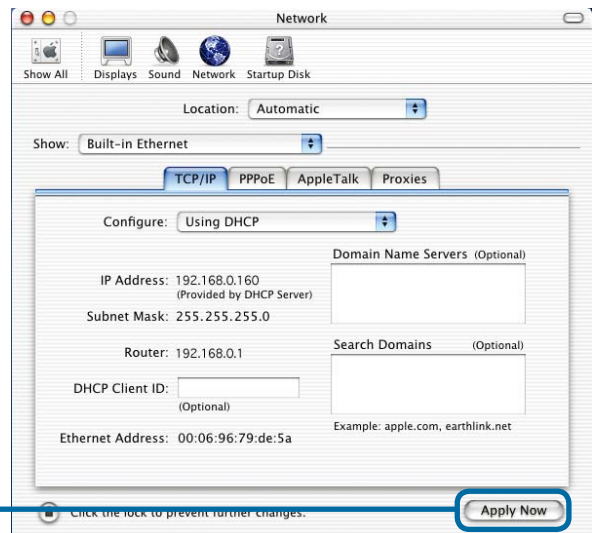 Network
Show All Displays Sound Network Startup Disk
Location: Automatic
Show: Built-in Ethernet
TCP/IP PPPoE AppleTalk Proxies
Configure: Using DHCP
Domain Name Servers (Optional)
IP Address: 192.168.0.160
(Provided by DHCP Server)
Subnet Mask: 255.255.255.0
Router: 192.168.0.1
Search Domains (Optional)
DHCP Client ID:
(Optional)
Example: apple.com, earthlink.net
Ethernet Address: 00:06:96:79:de:5a
Click the lock to prevent further changes.
Apply Now